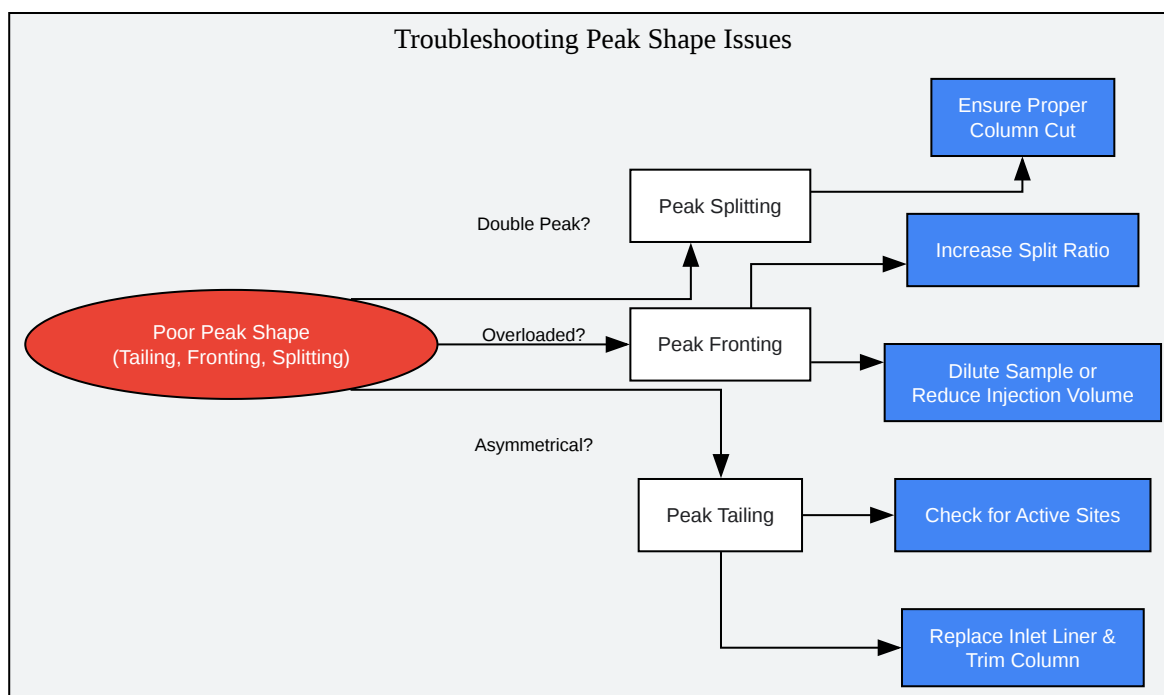 Troubleshooting Peak Shape Issues
Ensure Proper
Column Cut
Peak Splitting
Double Peak?
Increase Split Ratio
Poor Peak Shape
(Tailing, Fronting, Splitting)
Overloaded?
Peak Fronting
Dilute Sample or
Reduce Injection Volume
Asymmetrical?
Peak Tailing
Check for Active Sites
Replace Inlet Liner &
Trim Column